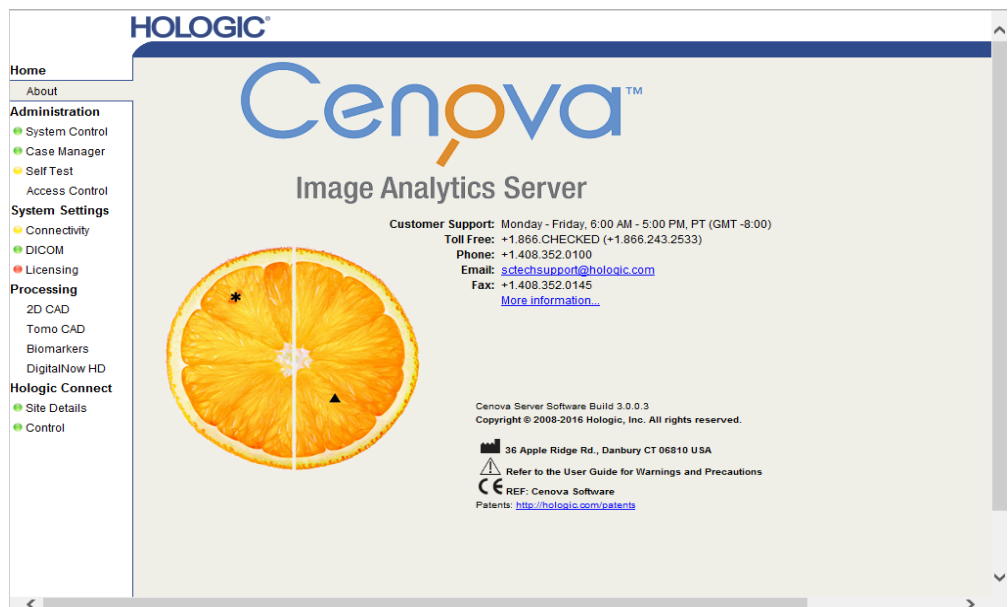 HOLOGIC®
Home
About
Administration
System Control
Case Manager
Self Test
Access Control
System Settings
Connectivity
DICOM
Licensing
Processing
2D CAD
Tomo CAD
Biomarkers
DigitalNow HD
Hologic Connect
Site Details
Control
Cenova™
Image Analytics Server
Customer Support: Monday - Friday, 6:00 AM - 5:00 PM, PT (GMT -8:00)
Toll Free: +1.866.CHECKED (+1.866.243.2533)
Phone: +1.408.352.0100
Email: sctechsupport@hologic.com
Fax: +1.408.352.0145
More information...
Cenova Server Software Build 3.0.0.3
Copyright © 2008-2016 Hologic, Inc. All rights reserved.
36 Apple Ridge Rd., Danbury CT 06810 USA
Refer to the User Guide for Warnings and Precautions
CE REF: Cenova Software
Patents: http://hologic.com/patents